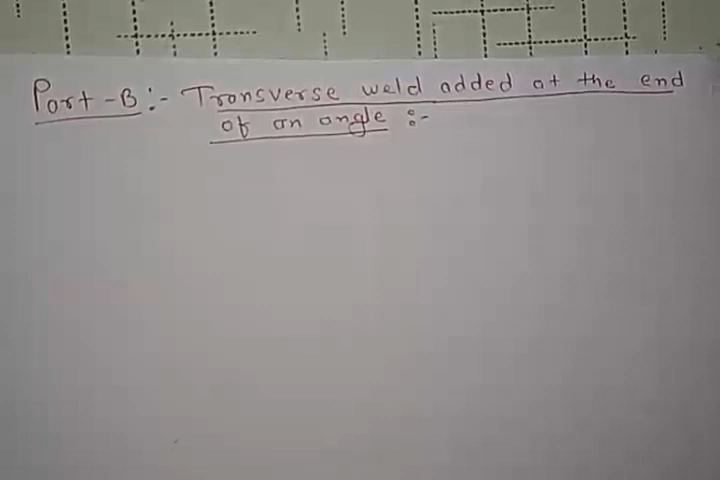 Part-B:- Transverse weld added at the end
of an angle :-